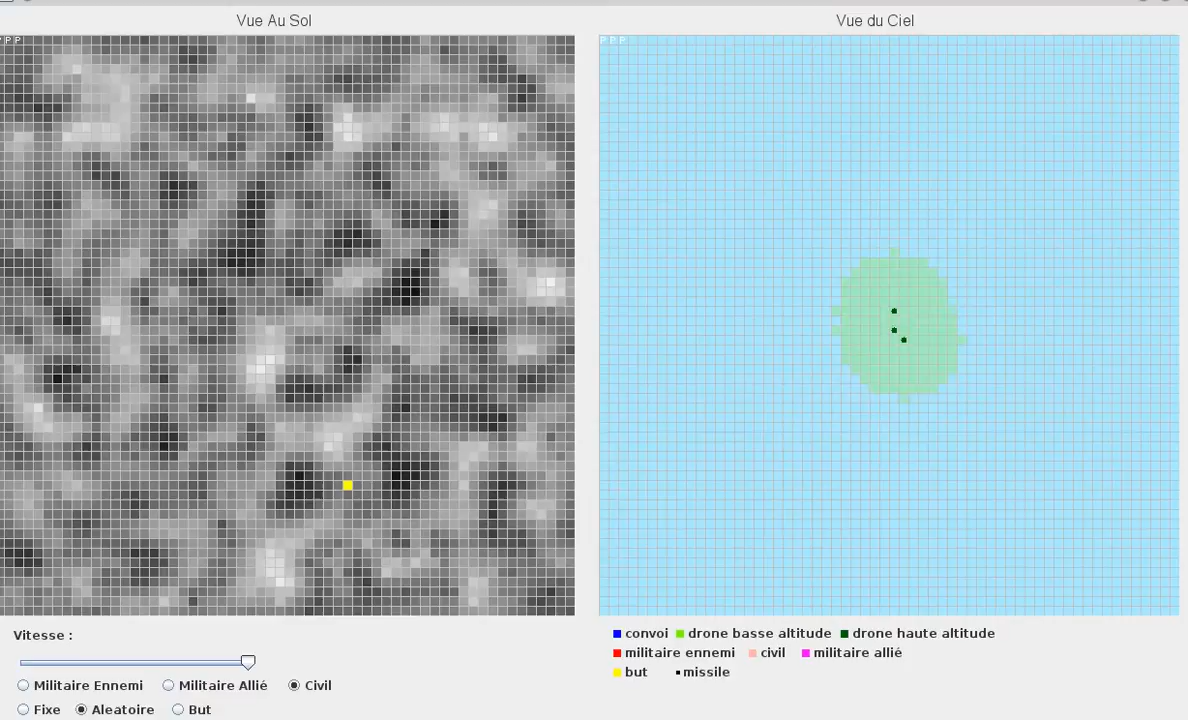 Vue Au Sol
Vue du Ciel
P P P
P P P
Vitesse :
Militaire Ennemi
Militaire Allié
Civil
Fixe
Aleatoire
But
convoi
drone basse altitude
drone haute altitude
militaire ennemi
civil
militaire allié
but
missile